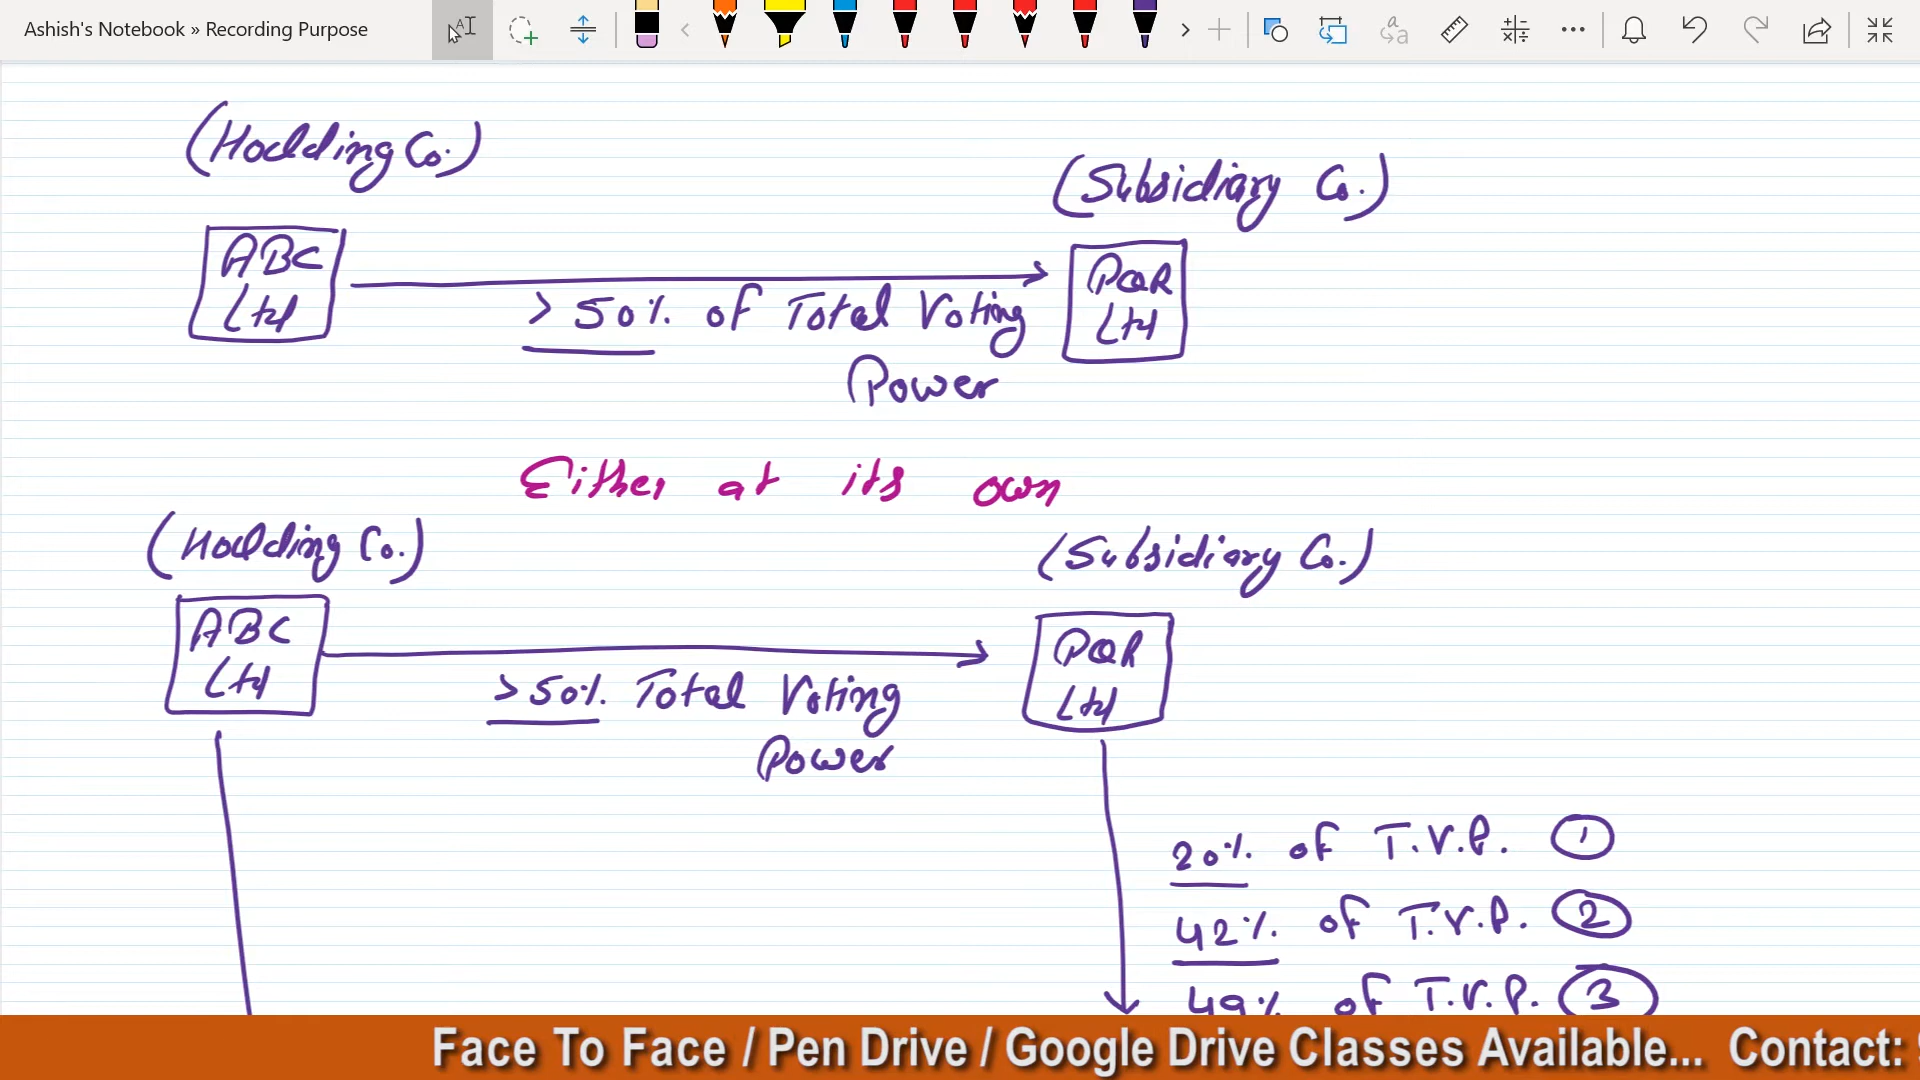 Ashish's Notebook » Recording Purpose
(Holding Co.)
(Subsidiary Co.)
ABC
Ltd
PQR
Ltd
> 50% of Total Voting
Power
Either at its own
(Holding Co.)
(Subsidiary Co.)
ABC
Ltd
PQR
Ltd
>50% Total Voting
Power
20% of T.V.P. 1
42% of T.V.P. 2
49% of T.V.P. 3
Face To Face / Pen Drive / Google Drive Classes Available... Contact: